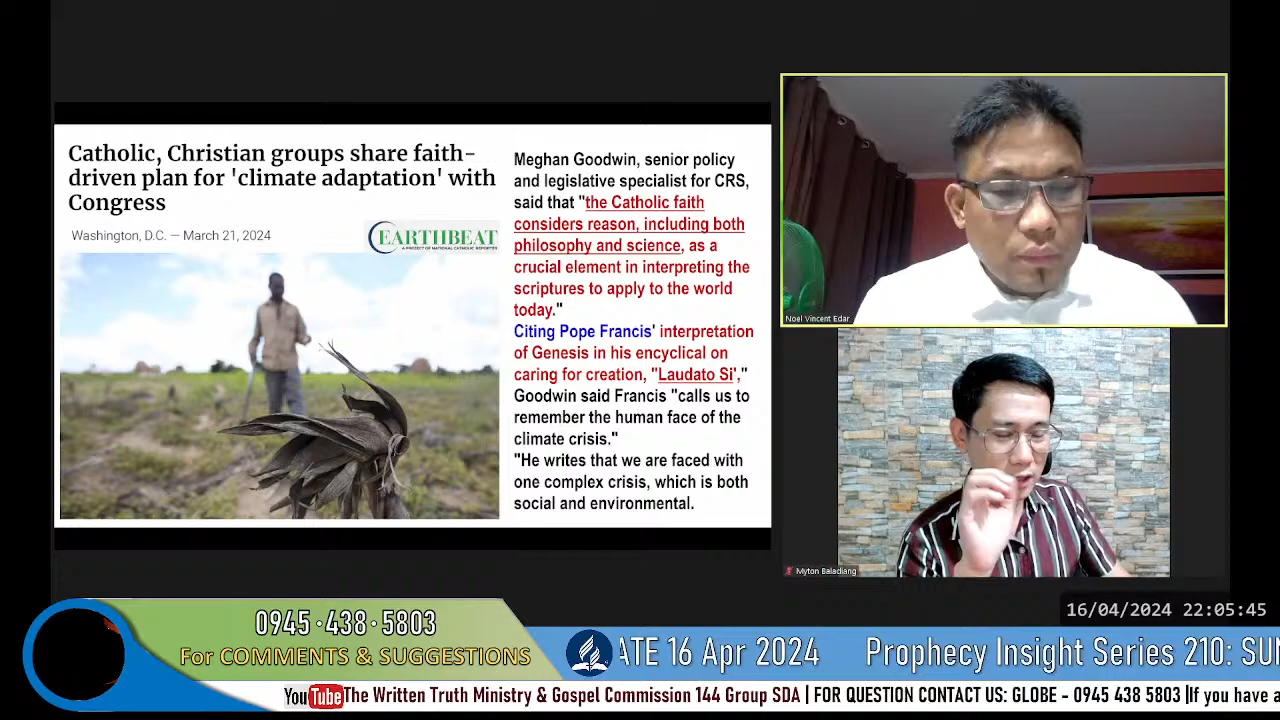 Catholic, Christian groups share faith-
driven plan for 'climate adaptation' with
Congress
Washington, D.C. — March 21, 2024
EARTHBEAT
A PROJECT OF NATIONAL CATHOLIC REPORTER
Meghan Goodwin, senior policy
and legislative specialist for CRS,
said that "the Catholic faith
considers reason, including both
philosophy and science, as a
crucial element in interpreting the
scriptures to apply to the world
today."
Citing Pope Francis' interpretation
of Genesis in his encyclical on
caring for creation, "Laudato Si',"
Goodwin said Francis "calls us to
remember the human face of the
climate crisis."
"He writes that we are faced with
one complex crisis, which is both
social and environmental.
Noel Vincent Edar
Myton Baladiang
16/04/2024 22:05:45
0945·438·5803
For COMMENTS & SUGGESTIONS
ATE 16 Apr 2024 Prophecy Insight Series 210: SUN
YouTube The Written Truth Ministry & Gospel Commission 144 Group SDA | FOR QUESTION CONTACT US: GLOBE - 0945 438 5803 |If you have a